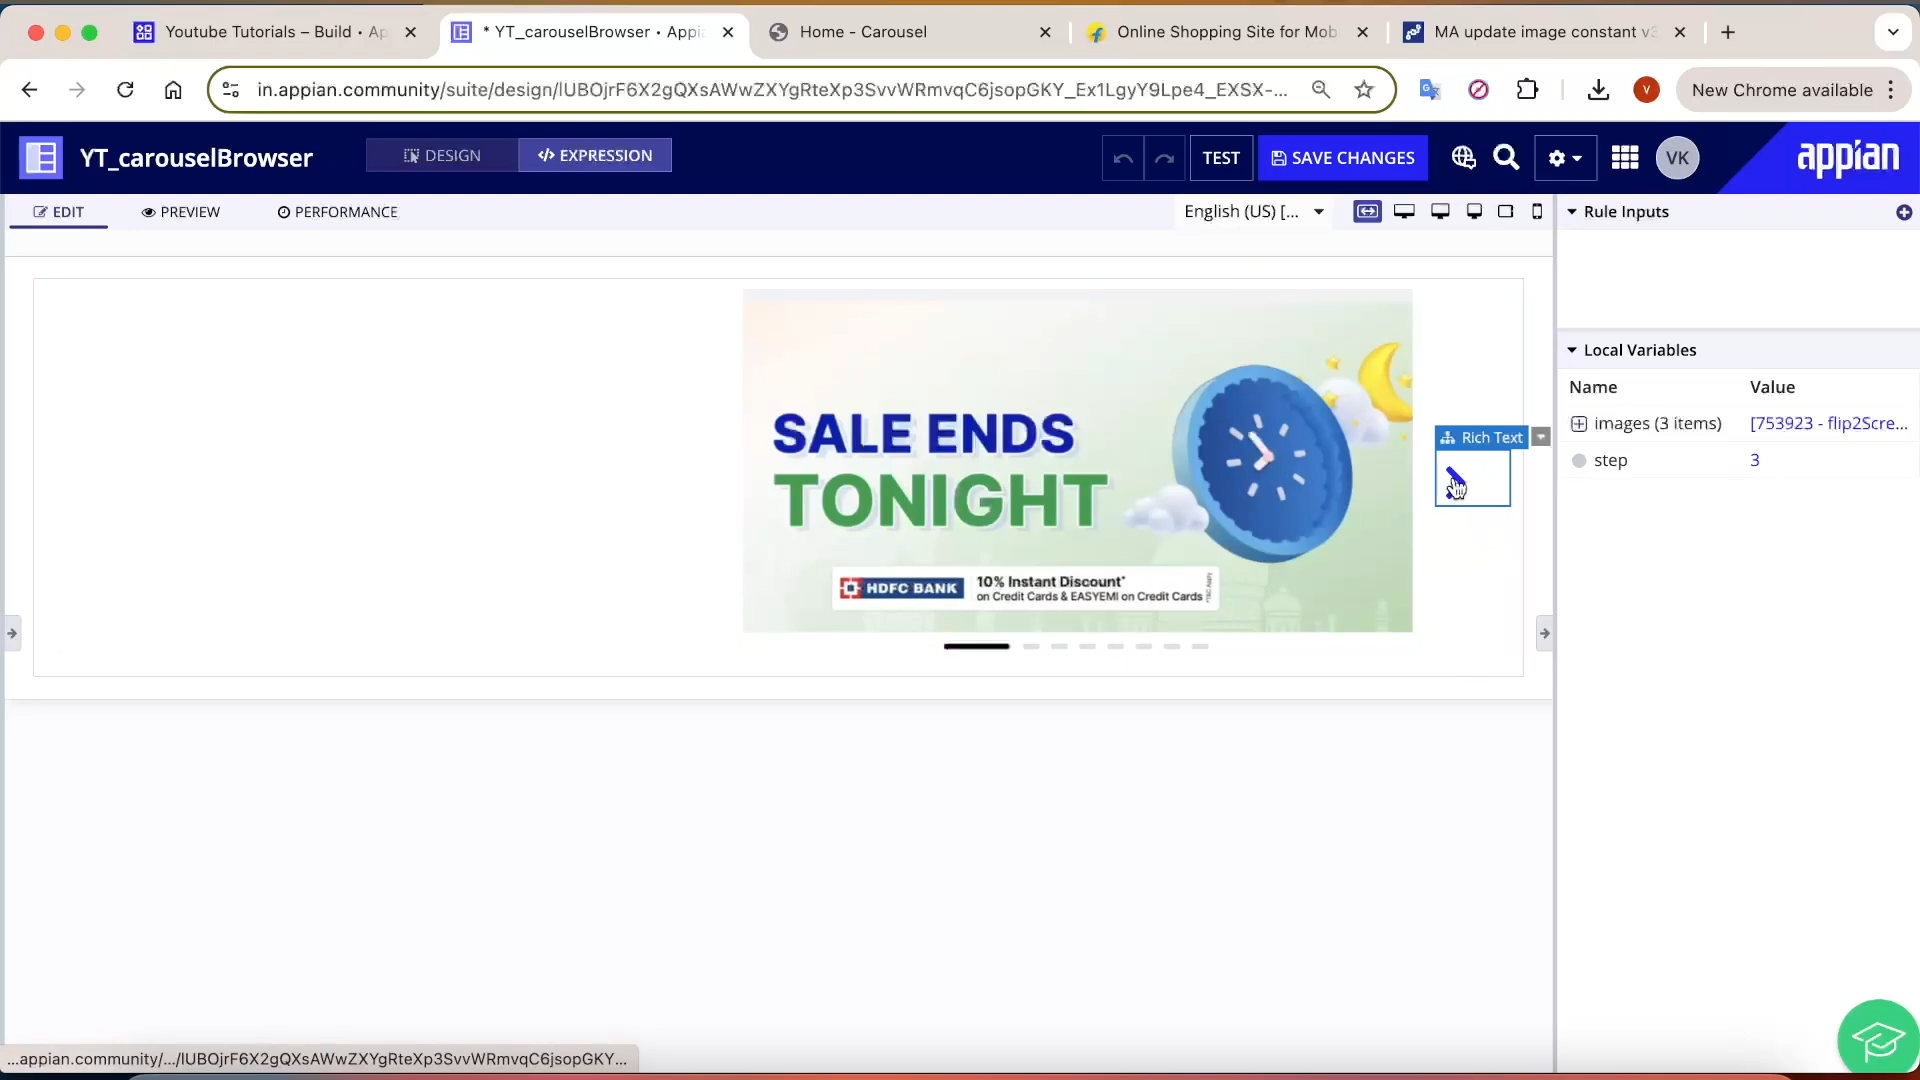 Youtube Tutorials – Build • Ap
* YT_carouselBrowser • Appi
Home - Carousel
Online Shopping Site for Mob
MA update image constant v3
in.appian.community/suite/design/lUBOjrF6X2gQXsAWwZXYgRteXp3SvvWRmvqC6jsopGKY_Ex1LgyY9Lpe4_EXSX-...
V
New Chrome available
YT_carouselBrowser
DESIGN
EXPRESSION
TEST
SAVE CHANGES
VK
appian
EDIT
PREVIEW
PERFORMANCE
English (US) [...
Rule Inputs
SALE ENDS
TONIGHT
HDFC BANK
10% Instant Discount*
on Credit Cards & EASYEMI on Credit Cards
Rich Text
Local Variables
Name
Value
images (3 items)
[753923 - flip2Scre...
step
3
...appian.community/.../lUBOjrF6X2gQXsAWwZXYgRteXp3SvvWRmvqC6jsopGKY...